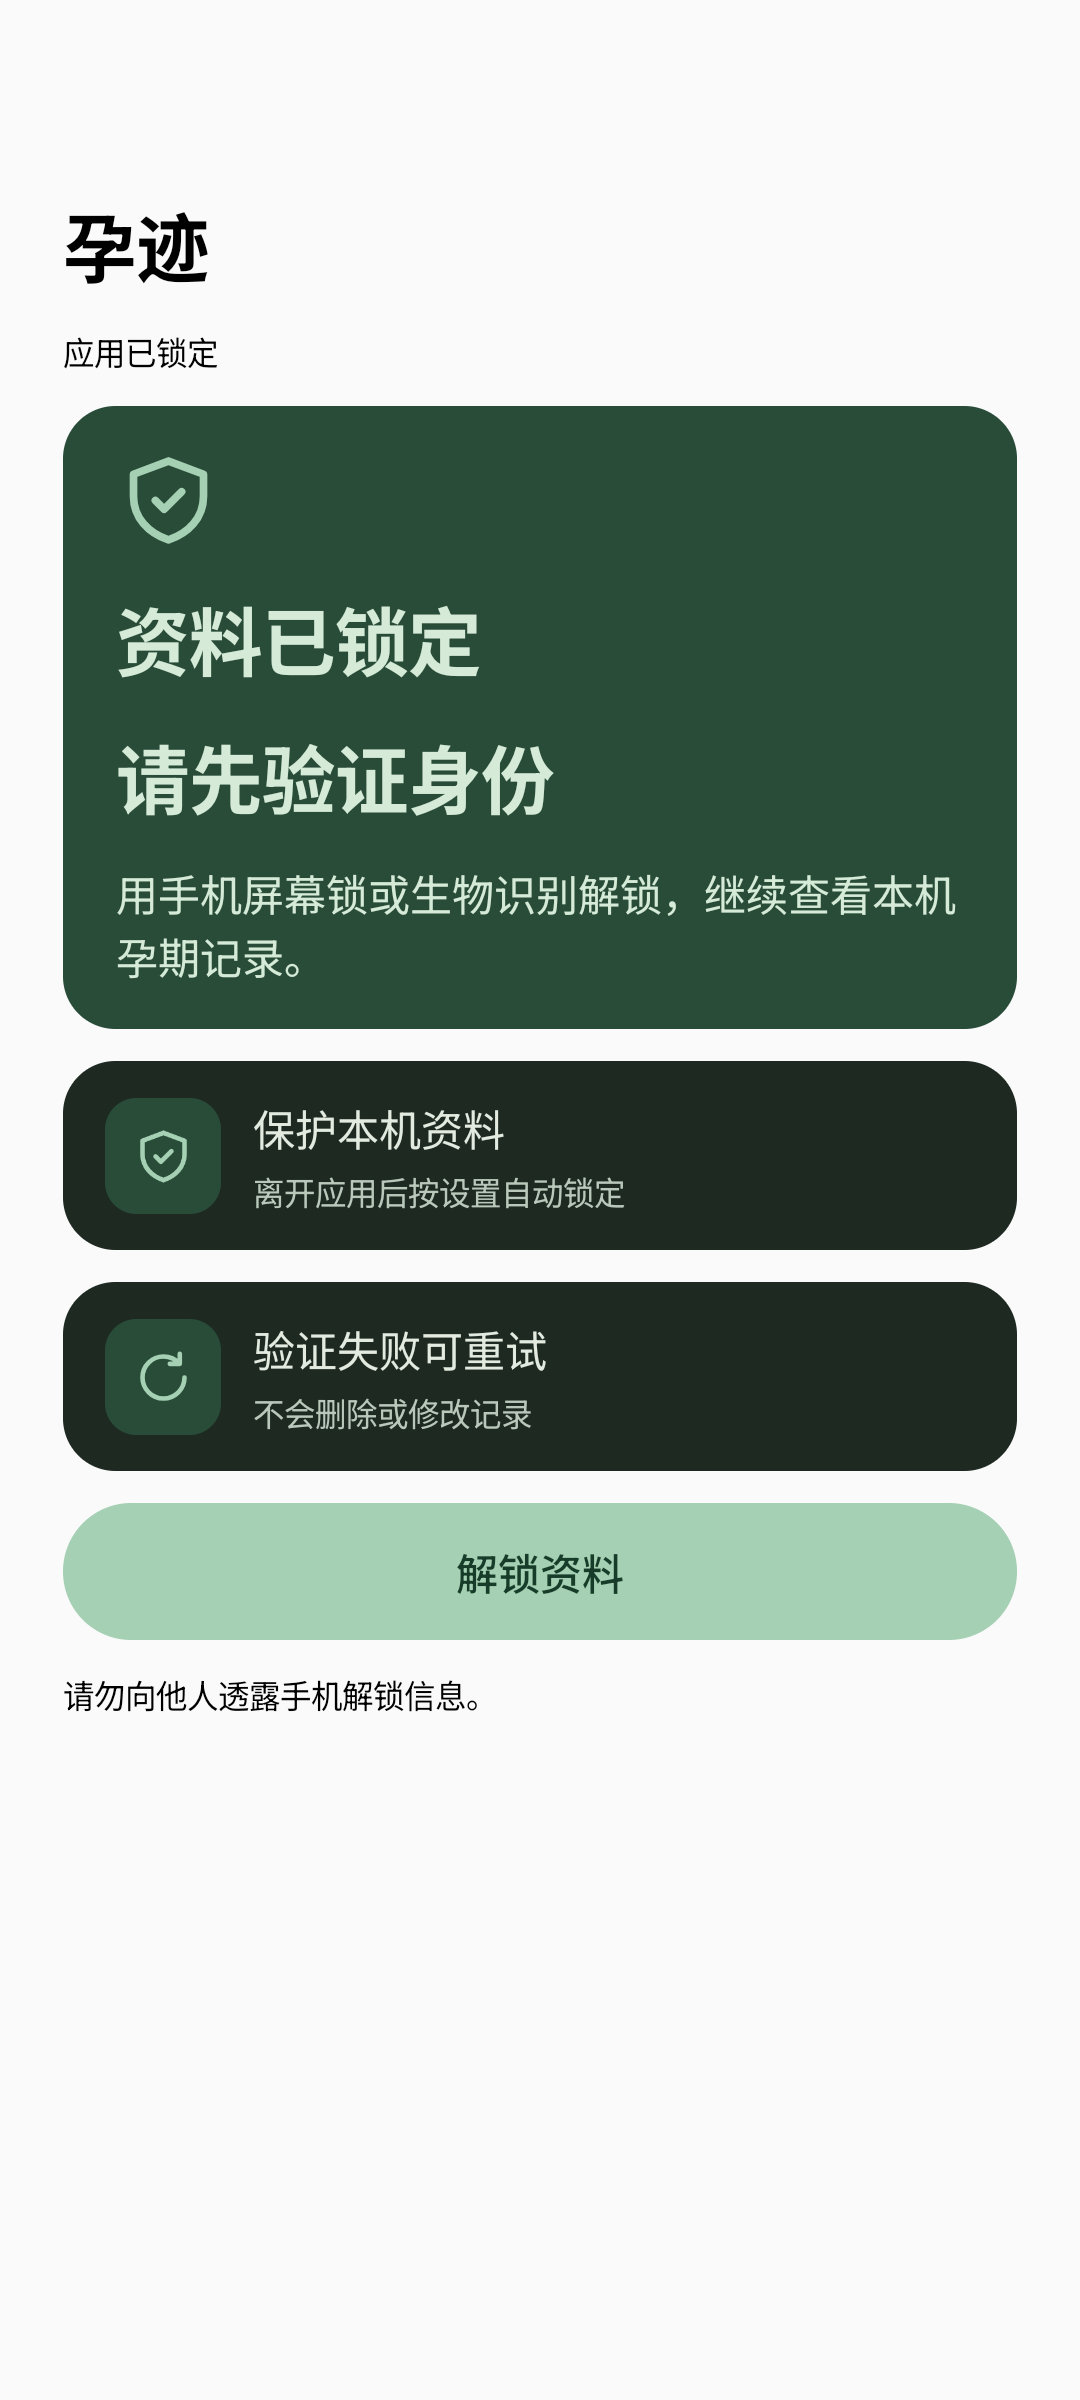 孕迹
应用已锁定
资料已锁定
请先验证身份
用手机屏幕锁或生物识别解锁，继续查看本机
孕期记录。
保护本机资料
离开应用后按设置自动锁定
验证失败可重试
不会删除或修改记录
解锁资料
请勿向他人透露手机解锁信息。